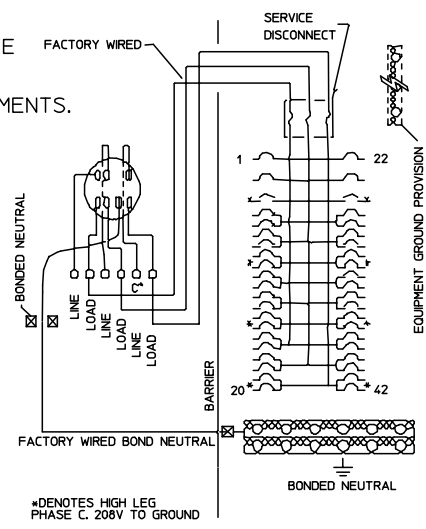 SERVICE
DISCONNECT
E
FACTORY WIRED
MENTS.
1
22
EQUIPMENT GROUND PROVISION
BONDED NEUTRAL
C*
LINE
LOAD
LINE
LOAD
LINE
LOAD
BARRIER
*
*
*
*
20*
*42
FACTORY WIRED BOND NEUTRAL
BONDED NEUTRAL
*DENOTES HIGH LEG
PHASE C. 208V TO GROUND